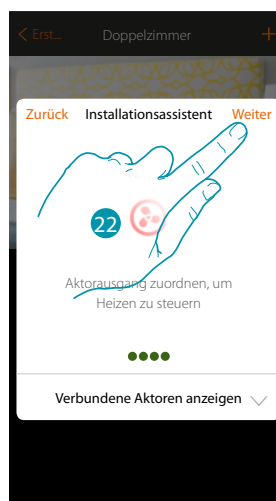 < Erst... Doppelzimmer +
Zurück Installationsassistent Weiter
22
Aktorausgang zuordnen, um
Heizen zu steuern
Verbundene Aktoren anzeigen